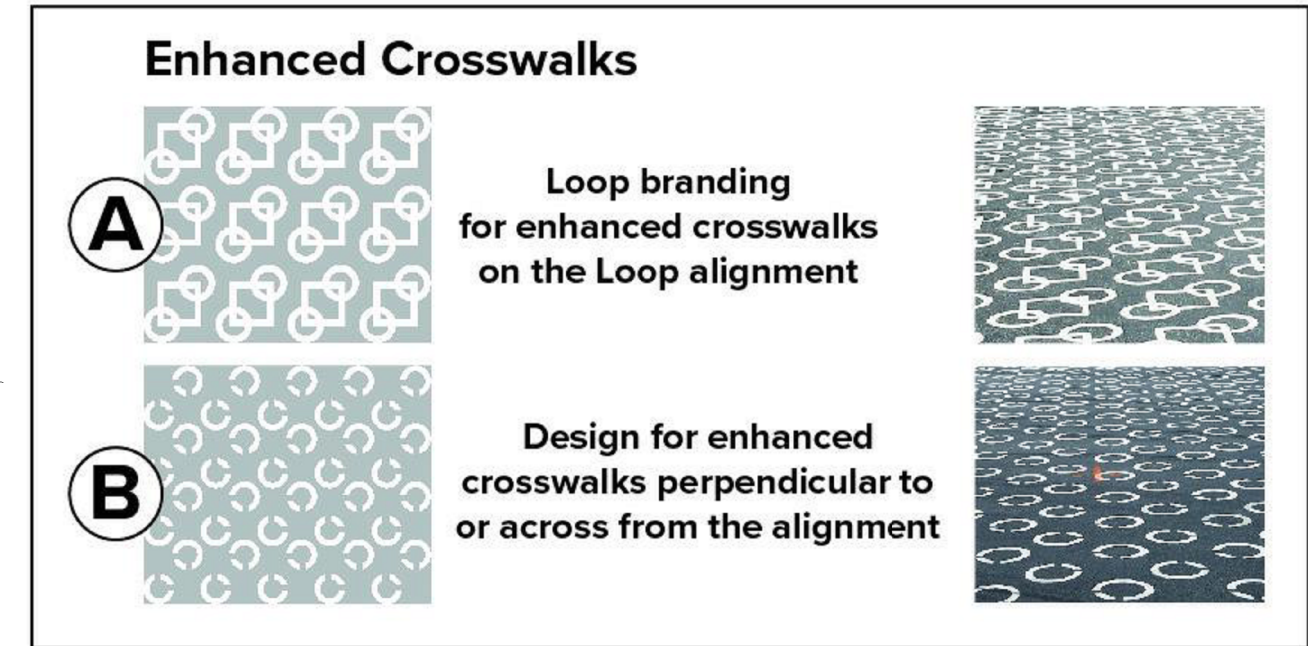 Enhanced Crosswalks
A
Loop branding
for enhanced crosswalks
on the Loop alignment
B
Design for enhanced
crosswalks perpendicular to
or across from the alignment